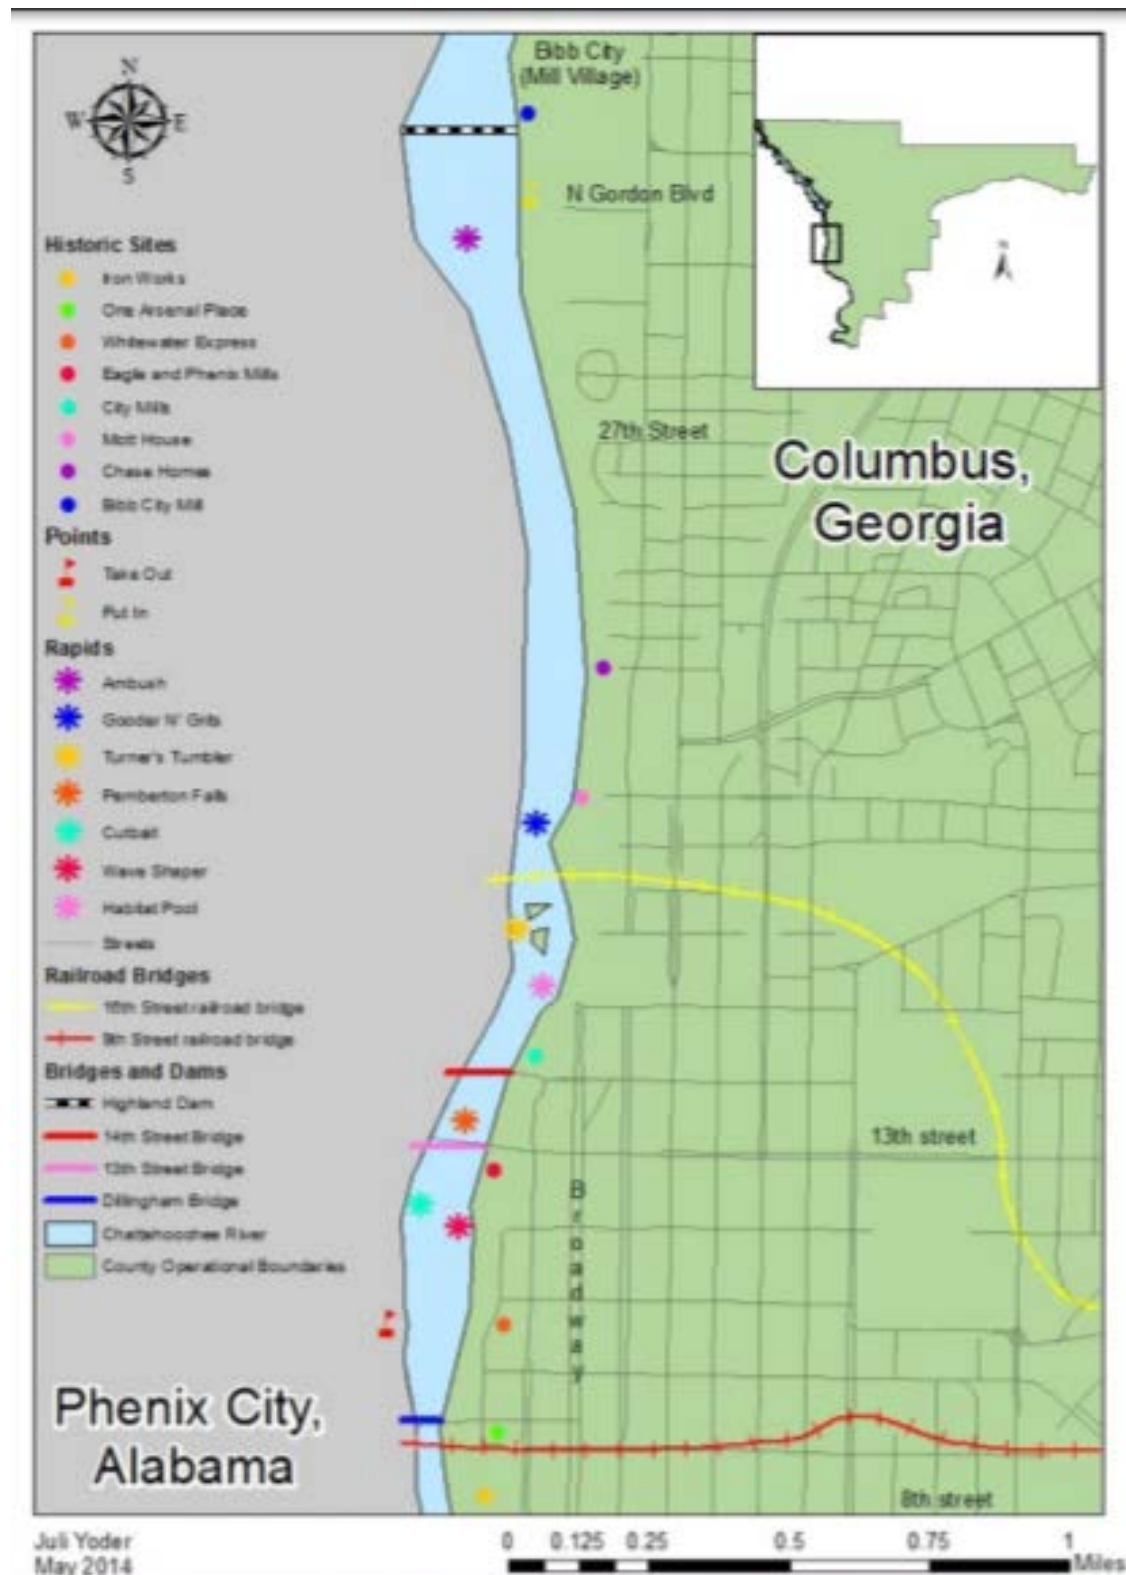 Bibb City
(Mill Village)
N
W E
S
N Gordon Blvd
Historic Sites
Iron Works
One Arsenal Place
Whitewater Express
Eagle and Phenix Mills
City Mills
Mott House
Chase Homes
Bibb City Mill
27th Street
Columbus,
Georgia
Points
Take Out
Put In
Rapids
Ambush
Gooder N' Grits
Turner's Tumbler
Pemberton Falls
Cutbait
Wave Shaper
Habitat Pool
Streets
Railroad Bridges
16th Street railroad bridge
9th Street railroad bridge
Bridges and Dams
Highland Dam
14th Street Bridge
13th Street Bridge
Dillingham Bridge
Chattahoochee River
County Operational Boundaries
13th street
Broadway
Phenix City,
Alabama
8th street
Juli Yoder
May 2014
0 0.125 0.25 0.5 0.75 1
Miles